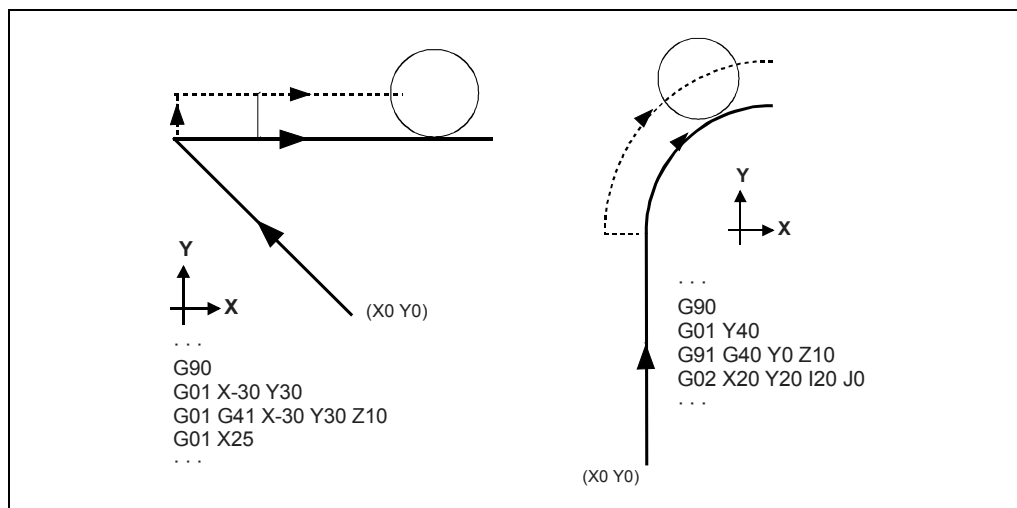 Y
X
(X0 Y0)
. . .
G90
G01 X-30 Y30
G01 G41 X-30 Y30 Z10
G01 X25
. . .
Y
X
. . .
G90
G01 Y40
G91 G40 Y0 Z10
G02 X20 Y20 I20 J0
. . .
(X0 Y0)